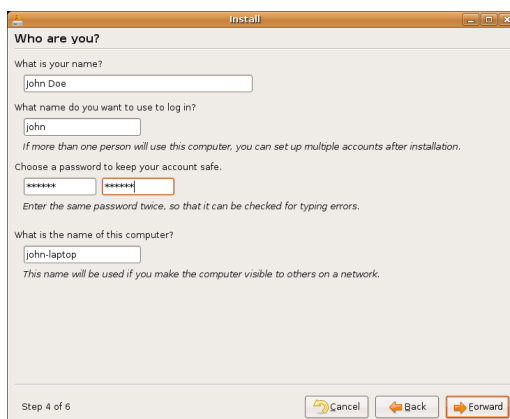 Install
Who are you?
What is your name?
John Doe
What name do you want to use to log in?
john
If more than one person will use this computer, you can set up multiple accounts after installation.
Choose a password to keep your account safe.
****** ******
Enter the same password twice, so that it can be checked for typing errors.
What is the name of this computer?
john-laptop
This name will be used if you make the computer visible to others on a network.
Step 4 of 6 Cancel Back Forward